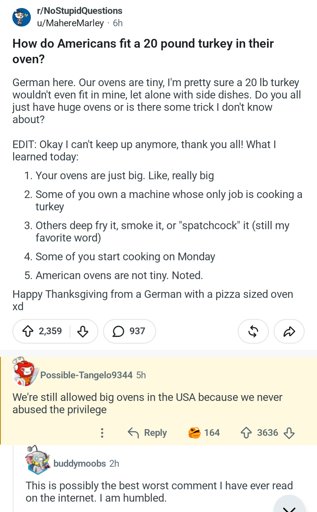 r/NoStupidQuestions
u/MahereMarley · 6h
How do Americans fit a 20 pound turkey in their
oven?
German here. Our ovens are tiny, I'm pretty sure a 20 lb turkey
wouldn't even fit in mine, let alone with side dishes. Do you all
just have huge ovens or is there some trick I don't know
about?
EDIT: Okay I can't keep up anymore, thank you all! What I
learned today:
1. Your ovens are just big. Like, really big
2. Some of you own a machine whose only job is cooking a
turkey
3. Others deep fry it, smoke it, or "spatchcock" it (still my
favorite word)
4. Some of you start cooking on Monday
5. American ovens are not tiny. Noted.
Happy Thanksgiving from a German with a pizza sized oven
xd
2,359 937
Possible-Tangelo9344 5h
We're still allowed big ovens in the USA because we never
abused the privilege
Reply 164 3636
buddymoobs 2h
This is possibly the best worst comment I have ever read
on the internet. I am humbled.